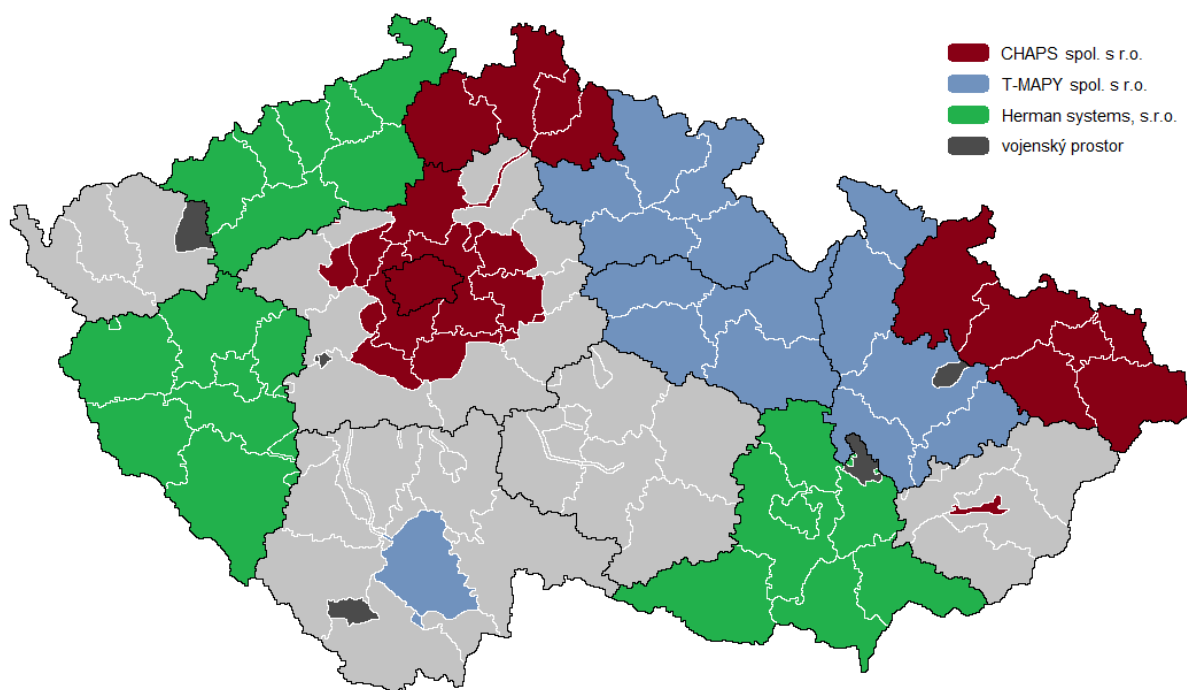 CHAPS spol. s r.o.
T-MAPY spol. s r.o.
Herman systems, s.r.o.
vojenský prostor